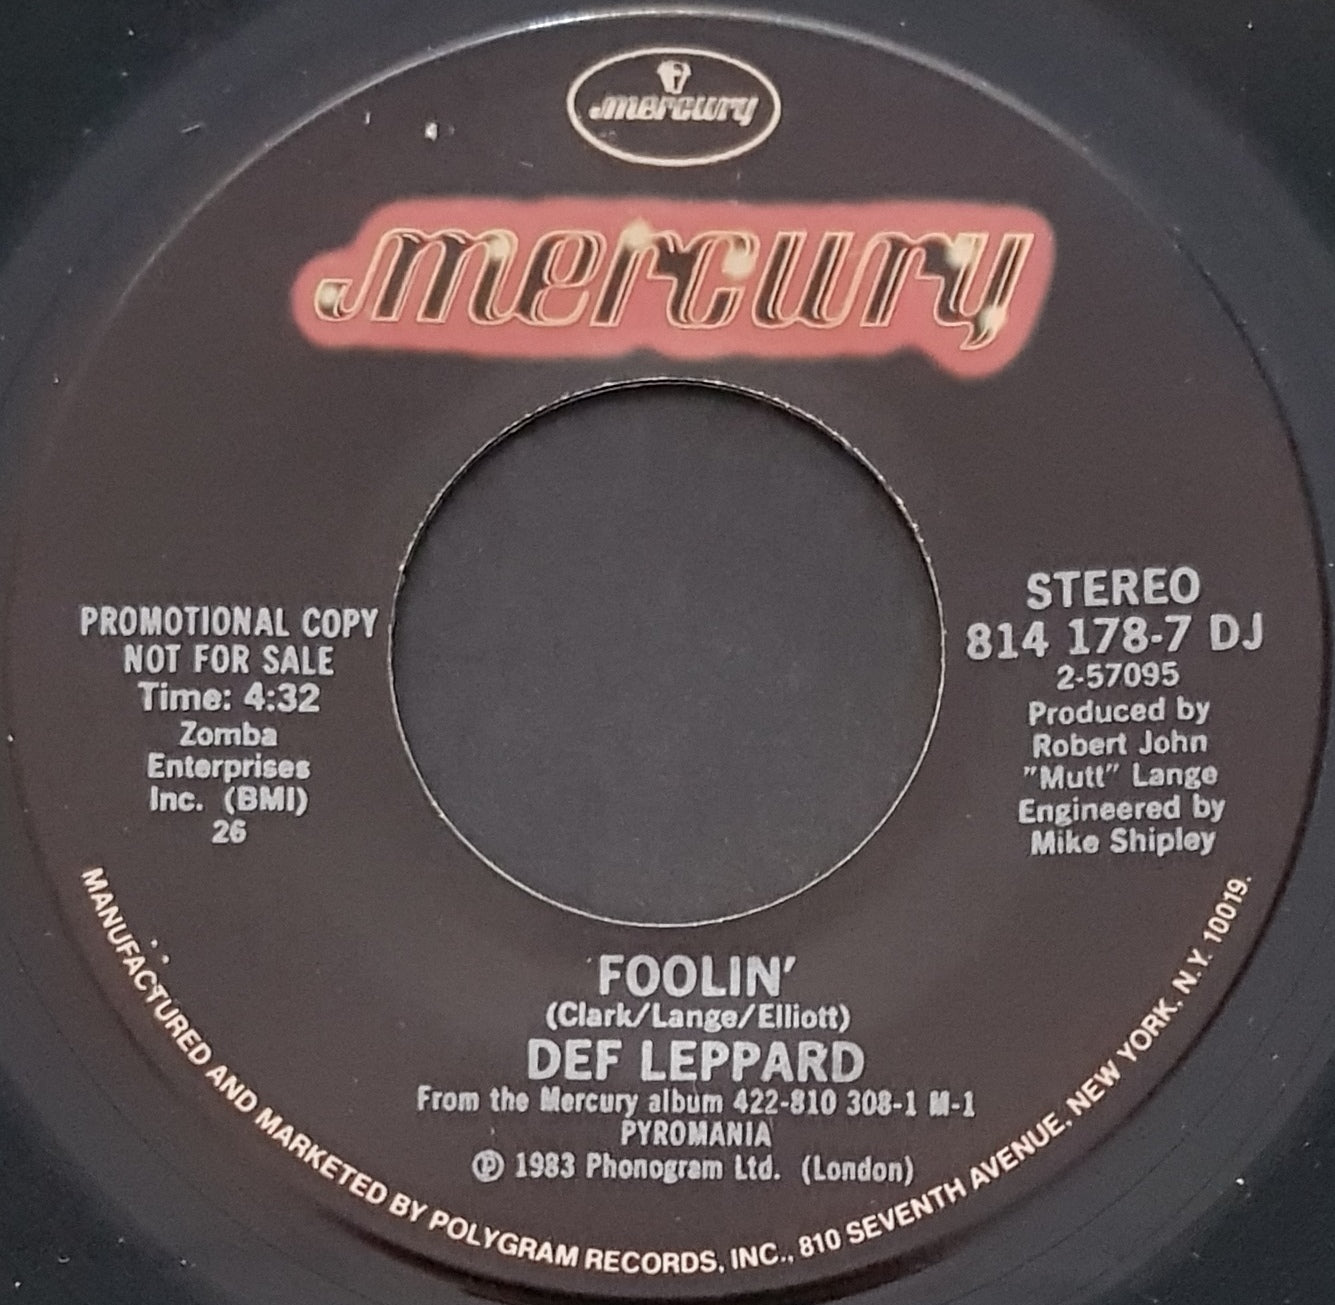 mercury
mercury
PROMOTIONAL COPY
NOT FOR SALE
Time: 4:32
Zomba
Enterprises
Inc. (BMI)
26
STEREO
814 178-7 DJ
2-57095
Produced by
Robert John
"Mutt" Lange
Engineered by
Mike Shipley
FOOLIN'
(Clark/Lange/Elliott)
DEF LEPPARD
From the Mercury album 422-810 308-1 M-1
PYROMANIA
℗ 1983 Phonogram Ltd. (London)
MANUFACTURED AND MARKETED BY POLYGRAM RECORDS, INC., 810 SEVENTH AVENUE, NEW YORK, N.Y. 10019.